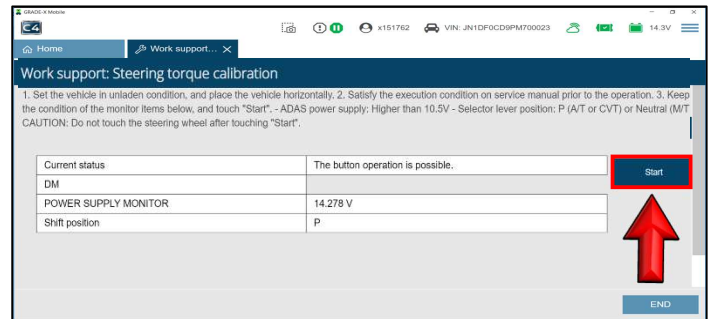 GRADE-X Mobile
C4
x151762
VIN: JN1DF0CD9PM700023
14.3V
Home
Work support...
Work support: Steering torque calibration
1. Set the vehicle in unladen condition, and place the vehicle horizontally. 2. Satisfy the execution condition on service manual prior to the operation. 3. Keep
the condition of the monitor items below, and touch "Start". - ADAS power supply: Higher than 10.5V - Selector lever position: P (A/T or CVT) or Neutral (M/T
CAUTION: Do not touch the steering wheel after touching "Start".
Current status The button operation is possible.
Start
DM
POWER SUPPLY MONITOR 14.278 V
Shift position P
END